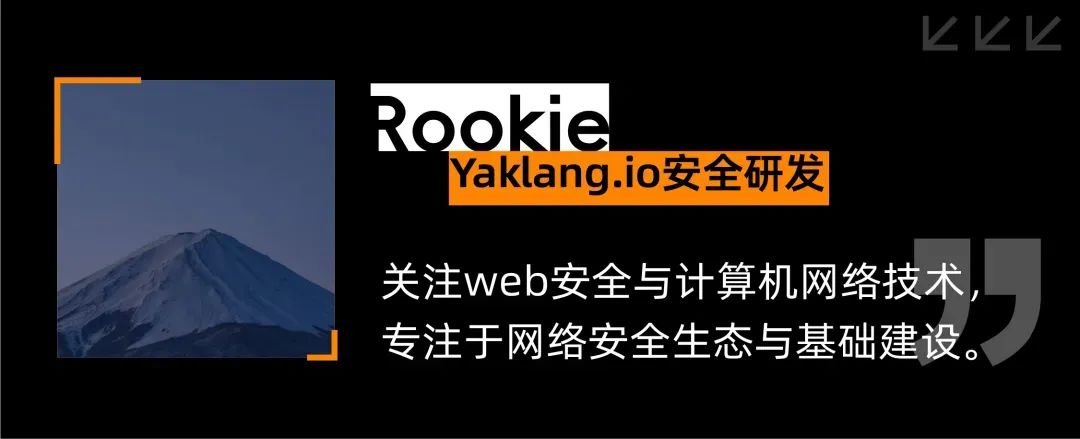 Rookie
Yaklang.io安全研发
关注web安全与计算机网络技术，
专注于网络安全生态与基础建设。